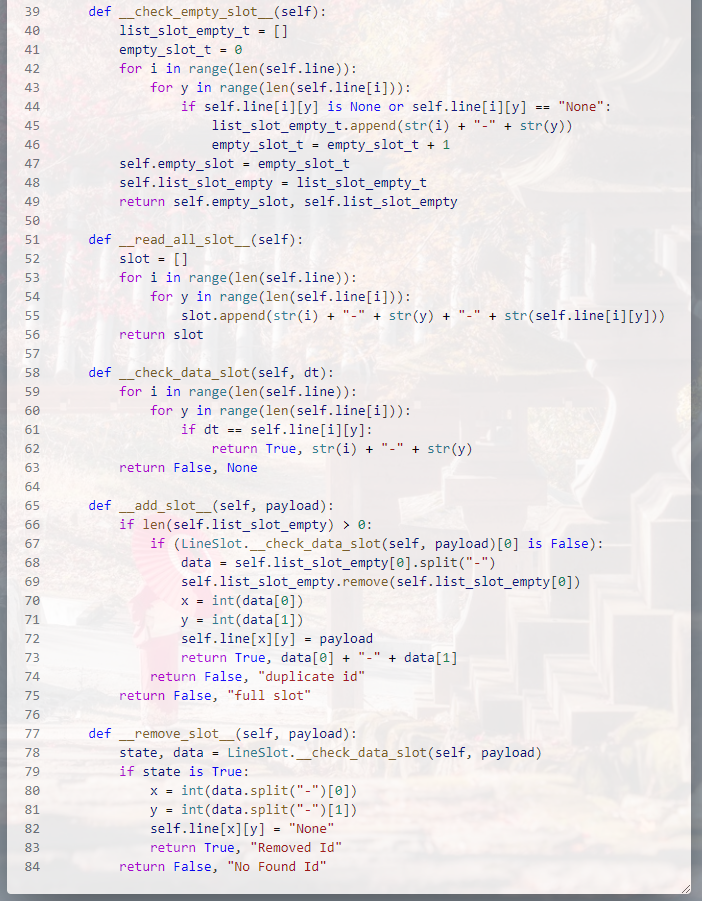 39 def __check_empty_slot__(self):
40 list_slot_empty_t = []
41 empty_slot_t = 0
42 for i in range(len(self.line)):
43 for y in range(len(self.line[i])):
44 if self.line[i][y] is None or self.line[i][y] == "None":
45 list_slot_empty_t.append(str(i) + "-" + str(y))
46 empty_slot_t = empty_slot_t + 1
47 self.empty_slot = empty_slot_t
48 self.list_slot_empty = list_slot_empty_t
49 return self.empty_slot, self.list_slot_empty
50
51 def __read_all_slot__(self):
52 slot = []
53 for i in range(len(self.line)):
54 for y in range(len(self.line[i])):
55 slot.append(str(i) + "-" + str(y) + "-" + str(self.line[i][y]))
56 return slot
57
58 def __check_data_slot(self, dt):
59 for i in range(len(self.line)):
60 for y in range(len(self.line[i])):
61 if dt == self.line[i][y]:
62 return True, str(i) + "-" + str(y)
63 return False, None
64
65 def __add_slot__(self, payload):
66 if len(self.list_slot_empty) > 0:
67 if (LineSlot.__check_data_slot(self, payload)[0] is False):
68 data = self.list_slot_empty[0].split("-")
69 self.list_slot_empty.remove(self.list_slot_empty[0])
70 x = int(data[0])
71 y = int(data[1])
72 self.line[x][y] = payload
73 return True, data[0] + "-" + data[1]
74 return False, "duplicate id"
75 return False, "full slot"
76
77 def __remove_slot__(self, payload):
78 state, data = LineSlot.__check_data_slot(self, payload)
79 if state is True:
80 x = int(data.split("-")[0])
81 y = int(data.split("-")[1])
82 self.line[x][y] = "None"
83 return True, "Removed Id"
84 return False, "No Found Id"